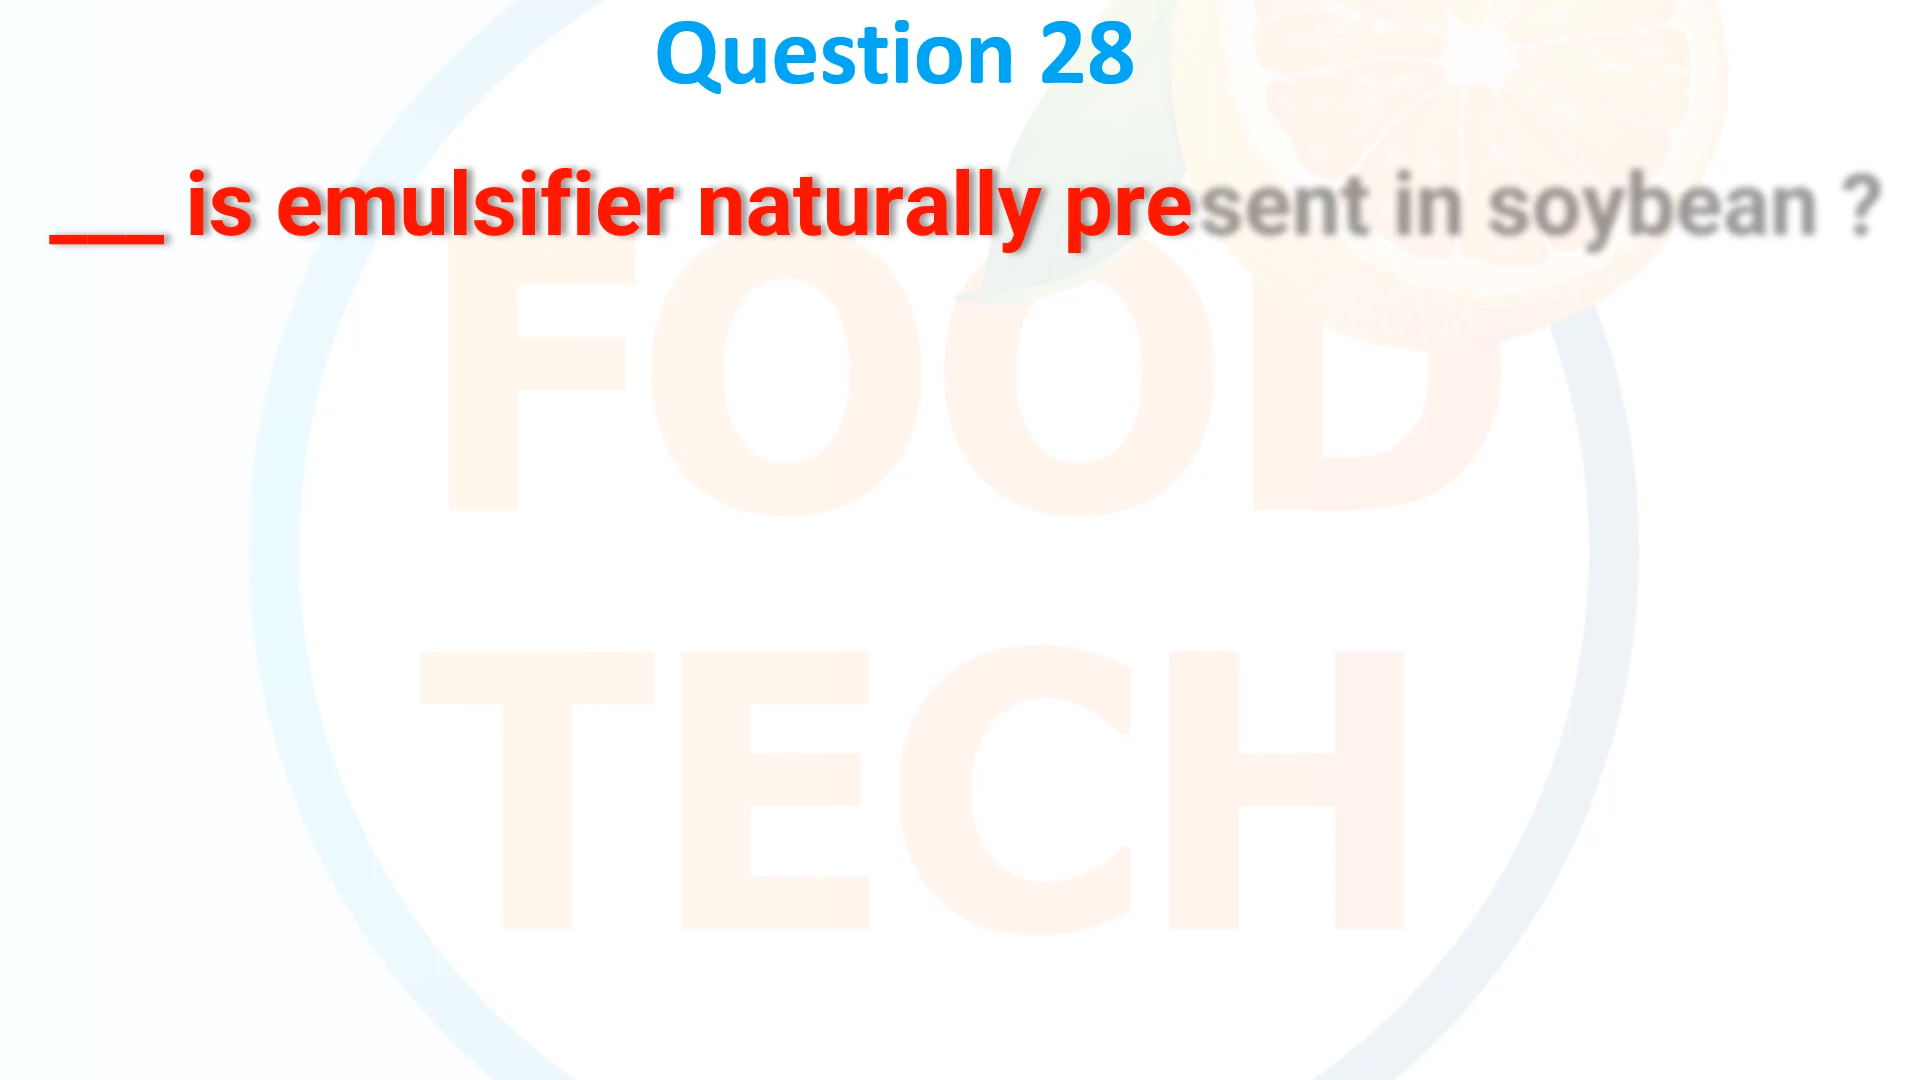 Question 28
___ is emulsifier naturally present in soybean ?
FOOD
TECH